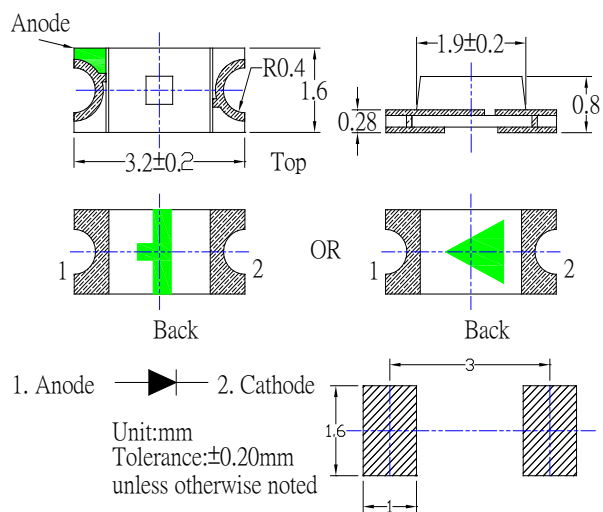 Anode
1.9±0.2
R0.4
1.6
0.28
0.8
3.2±0.2
Top
1
2
OR
1
2
Back
Back
3
1. Anode
2. Cathode
1.6
Unit:mm
Tolerance:±0.20mm
unless otherwise noted
1